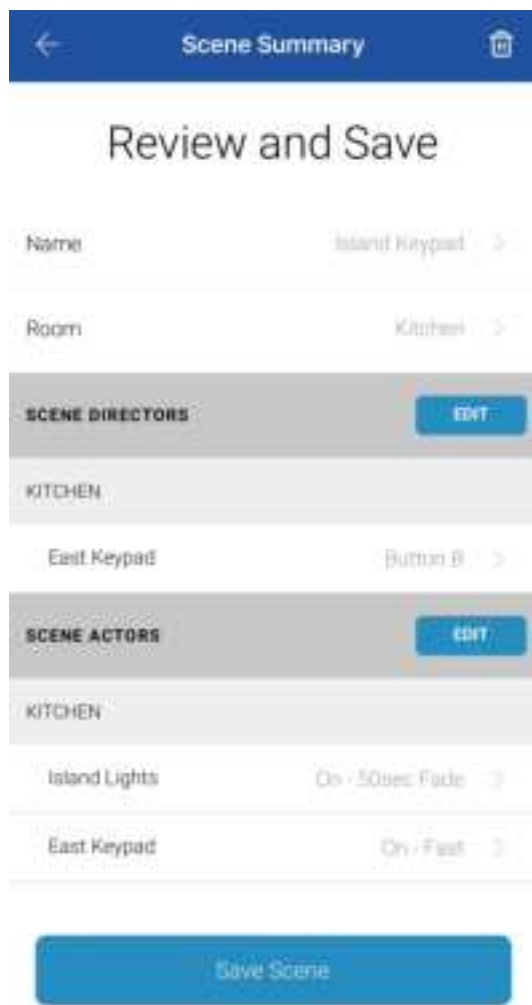 Scene Summary
Review and Save
Name Island Keypad
Room Kitchen
SCENE DIRECTORS EDIT
KITCHEN
East Keypad Button B
SCENE ACTORS EDIT
KITCHEN
Island Lights On - 50sec Fade
East Keypad On - Fast
Save Scene